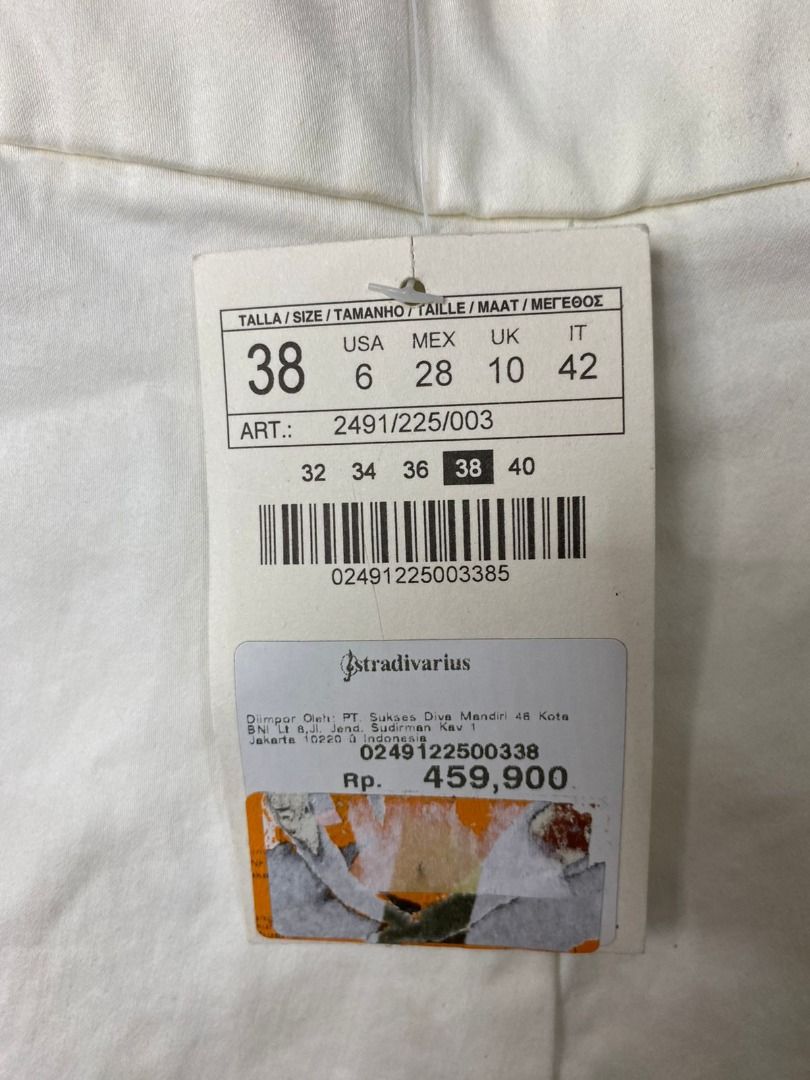 TALLA / SIZE / TAMANHO / TAILLE / MAAT / ΜΕΓΕΘΟΣ
38 USA MEX UK IT
6 28 10 42
ART.: 2491/225/003
32 34 36 38 40
02491225003385
stradivarius
Diimpor Oleh: PT. Sukses Diva Mandiri 46 Kota
BNI Lt 8,Jl. Jend. Sudirman Kav 1
Jakarta 10220 û Indonesia
0249122500338
Rp. 459,900